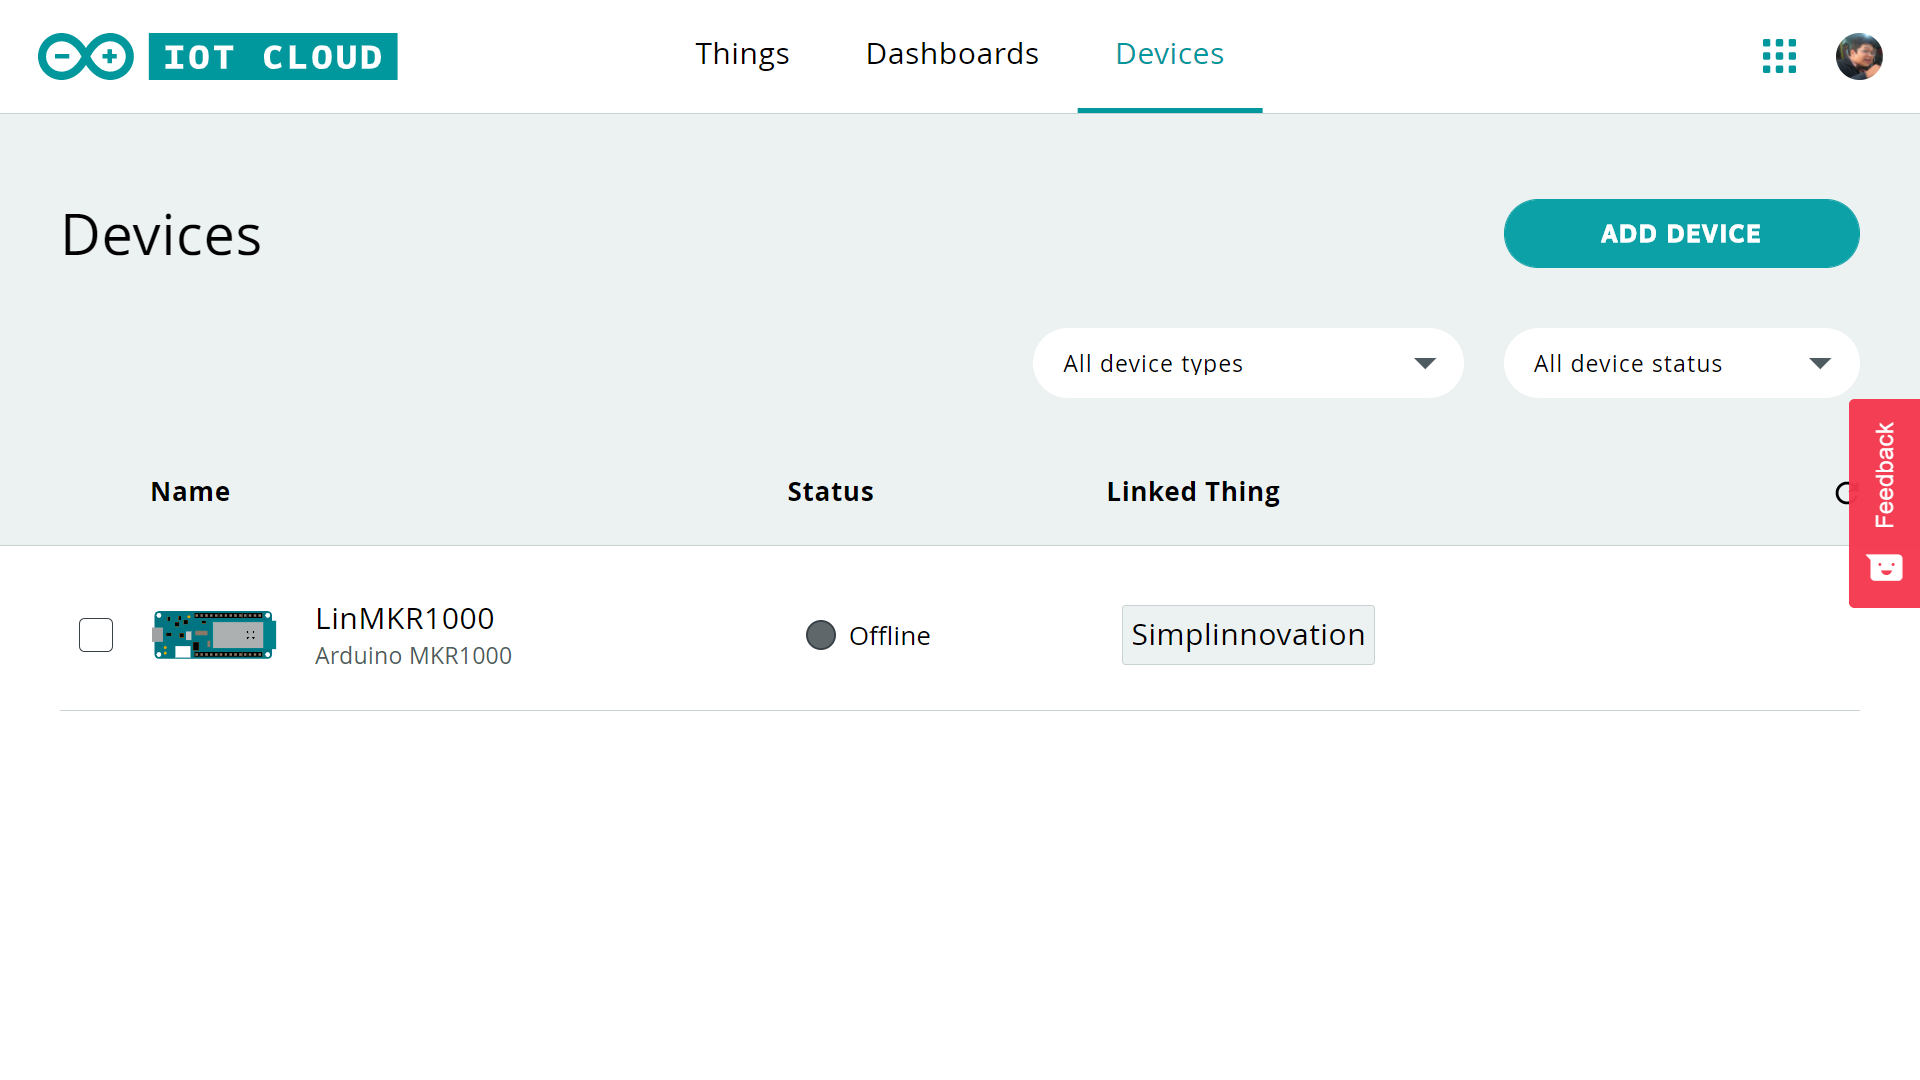 IOT CLOUD
Things
Dashboards
Devices
Devices
ADD DEVICE
All device types
All device status
Feedback
Name
Status
Linked Thing
LinMKR1000
Arduino MKR1000
Offline
Simplinnovation